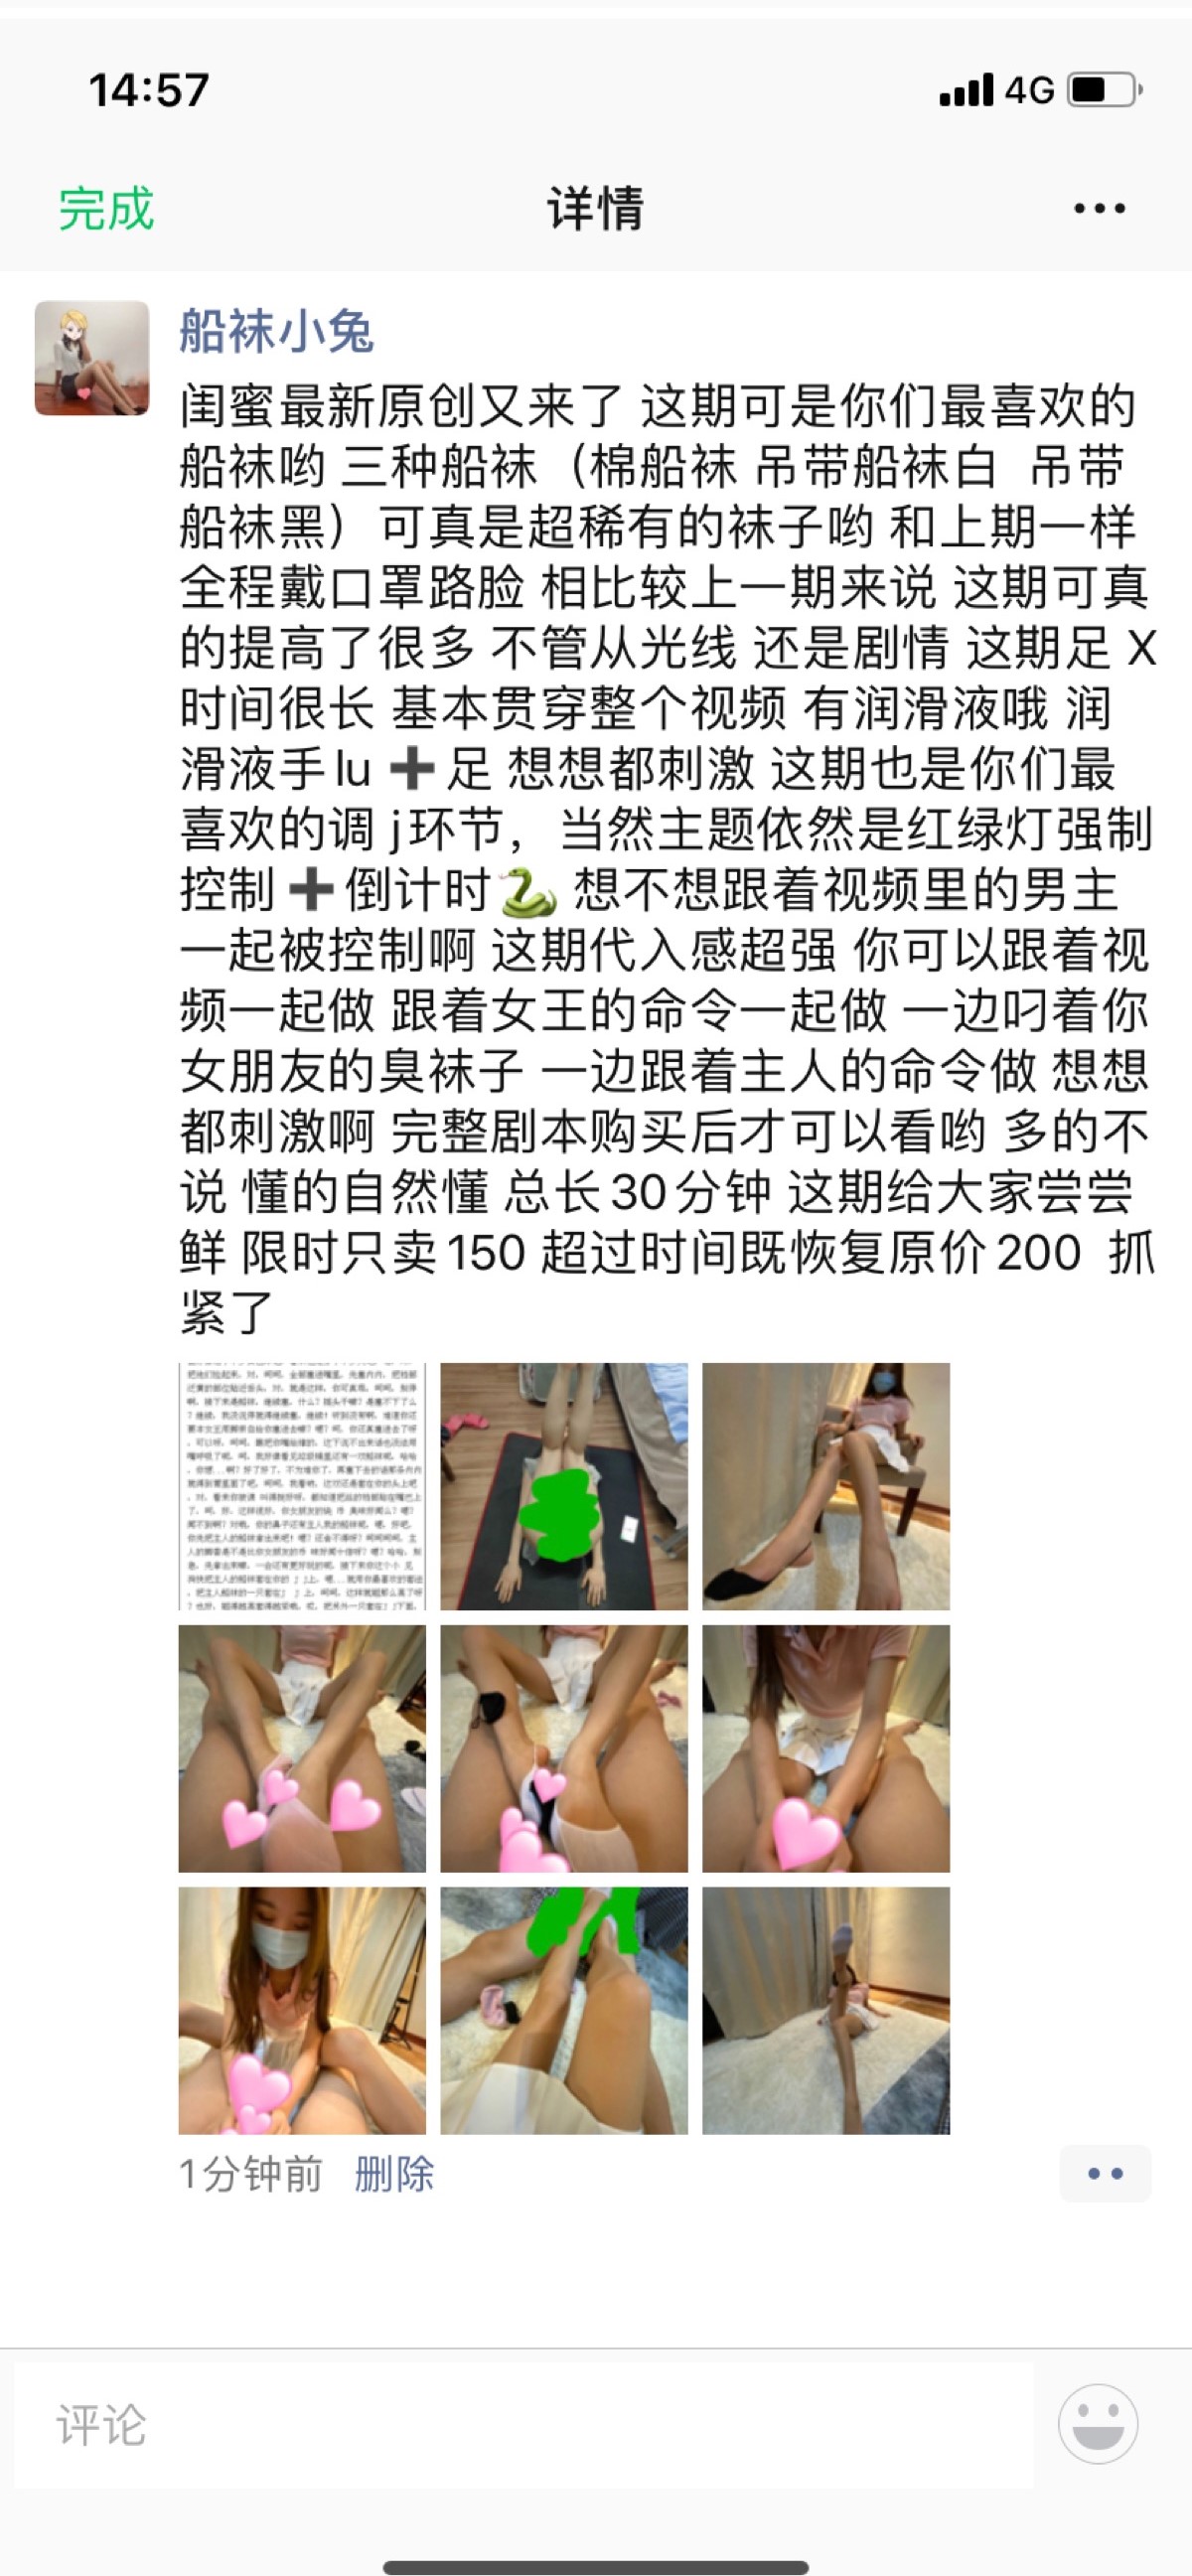 14:57
4G
完成
详情
船袜小兔
闺蜜最新原创又来了 这期可是你们最喜欢的
船袜哟 三种船袜（棉船袜 吊带船袜白 吊带
船袜黑）可真是超稀有的袜子哟 和上期一样
全程戴口罩路脸 相比较上一期来说 这期可真
的提高了很多 不管从光线 还是剧情 这期足 X
时间很长 基本贯穿整个视频 有润滑液哦 润
滑液手lu ➕足 想想都刺激 这期也是你们最
喜欢的调 j环节，当然主题依然是红绿灯强制
控制 ➕倒计时🐍 想不想跟着视频里的男主
一起被控制啊 这期代入感超强 你可以跟着视
频一起做 跟着女王的命令一起做 一边叼着你
女朋友的臭袜子 一边跟着主人的命令做 想想
都刺激啊 完整剧本购买后才可以看哟 多的不
说 懂的自然懂 总长30分钟 这期给大家尝尝
鲜 限时只卖150 超过时间既恢复原价200 抓
紧了
1分钟前 删除
评论